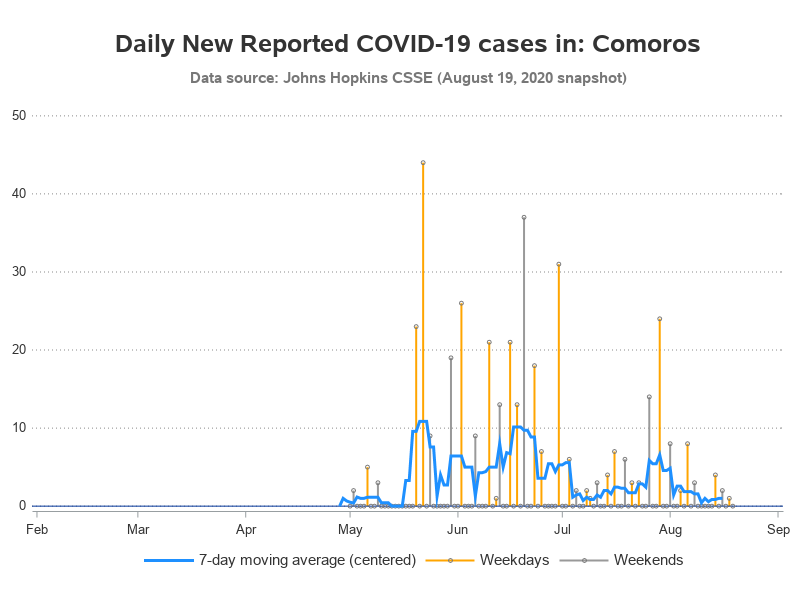 Daily New Reported COVID-19 cases in: Comoros
Data source: Johns Hopkins CSSE (August 19, 2020 snapshot)
50
40
30
20
10
0
Feb Mar Apr May Jun Jul Aug Sep
7-day moving average (centered) Weekdays Weekends